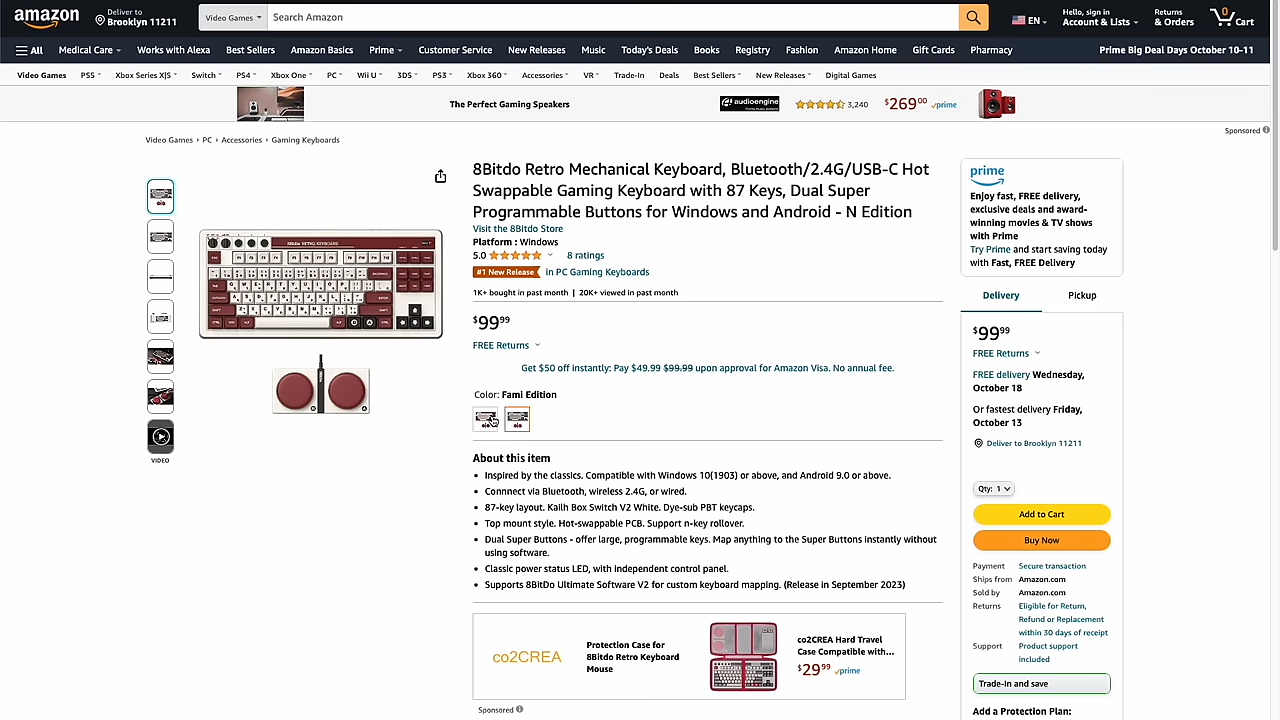 amazon
Deliver to
Brooklyn 11211
Video Games
Search Amazon
EN
Hello, sign in
Account & Lists
Returns
& Orders
0
Cart
All
Medical Care
Works with Alexa
Best Sellers
Amazon Basics
Prime
Customer Service
New Releases
Music
Today's Deals
Books
Registry
Fashion
Amazon Home
Gift Cards
Pharmacy
Prime Big Deal Days October 10-11
Video Games
PS5
Xbox Series X|S
Switch
PS4
Xbox One
PC
Wii U
3DS
PS3
Xbox 360
Accessories
VR
Trade-In
Deals
Best Sellers
New Releases
Digital Games
The Perfect Gaming Speakers
audioengine
3,240
$269 00
prime
Sponsored
Video Games › PC › Accessories › Gaming Keyboards
VIDEO
8Bitdo Retro Mechanical Keyboard, Bluetooth/2.4G/USB-C Hot
Swappable Gaming Keyboard with 87 Keys, Dual Super
Programmable Buttons for Windows and Android - N Edition
Visit the 8Bitdo Store
Platform : Windows
5.0
8 ratings
#1 New Release
in PC Gaming Keyboards
1K+ bought in past month | 20K+ viewed in past month
$99 99
FREE Returns
Get $50 off instantly: Pay $49.99 $99.99 upon approval for Amazon Visa. No annual fee.
Color: Fami Edition
About this item
• Inspired by the classics. Compatible with Windows 10(1903) or above, and Android 9.0 or above.
• Connnect via Bluetooth, wireless 2.4G, or wired.
• 87-key layout. Kailh Box Switch V2 White. Dye-sub PBT keycaps.
• Top mount style. Hot-swappable PCB. Support n-key rollover.
• Dual Super Buttons - offer large, programmable keys. Map anything to the Super Buttons instantly without
using software.
• Classic power status LED, with independent control panel.
• Supports 8BitDo Ultimate Software V2 for custom keyboard mapping. (Release in September 2023)
co2CREA
Protection Case for
8Bitdo Retro Keyboard
Mouse
co2CREA Hard Travel
Case Compatible with...
$29 99
prime
Sponsored
prime
Enjoy fast, FREE delivery,
exclusive deals and award-
winning movies & TV shows
with Prime
Try Prime and start saving today
with Fast, FREE Delivery
Delivery
Pickup
$99 99
FREE Returns
FREE delivery Wednesday,
October 18
Or fastest delivery Friday,
October 13
Deliver to Brooklyn 11211
Qty: 1
Add to Cart
Buy Now
Payment
Secure transaction
Ships from
Amazon.com
Sold by
Amazon.com
Returns
Eligible for Return,
Refund or Replacement
within 30 days of receipt
Support
Product support
included
Trade-In and save
Add a Protection Plan: